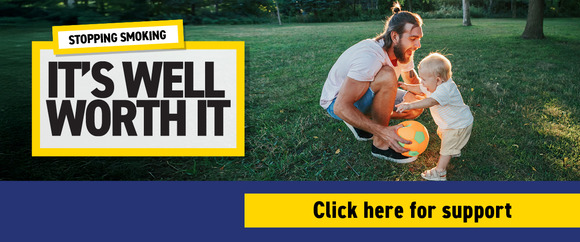 STOPPING SMOKING
IT'S WELL
WORTH IT
Click here for support